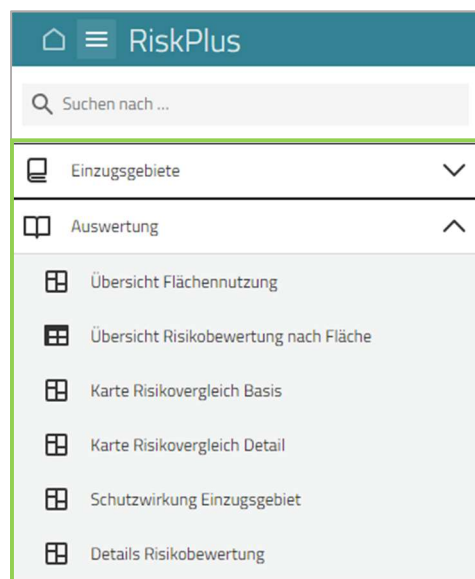 RiskPlus
Suchen nach ...
Einzugsgebiete
Auswertung
Übersicht Flächennutzung
Übersicht Risikobewertung nach Fläche
Karte Risikovergleich Basis
Karte Risikovergleich Detail
Schutzwirkung Einzugsgebiet
Details Risikobewertung